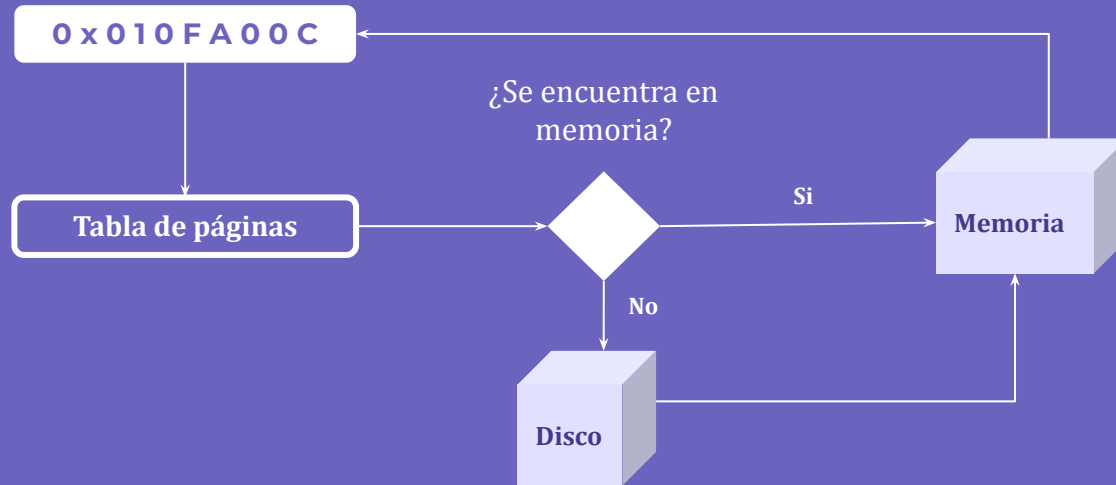 0x010FA00C
¿Se encuentra en
memoria?
Si
Tabla de páginas
Memoria
No
Disco